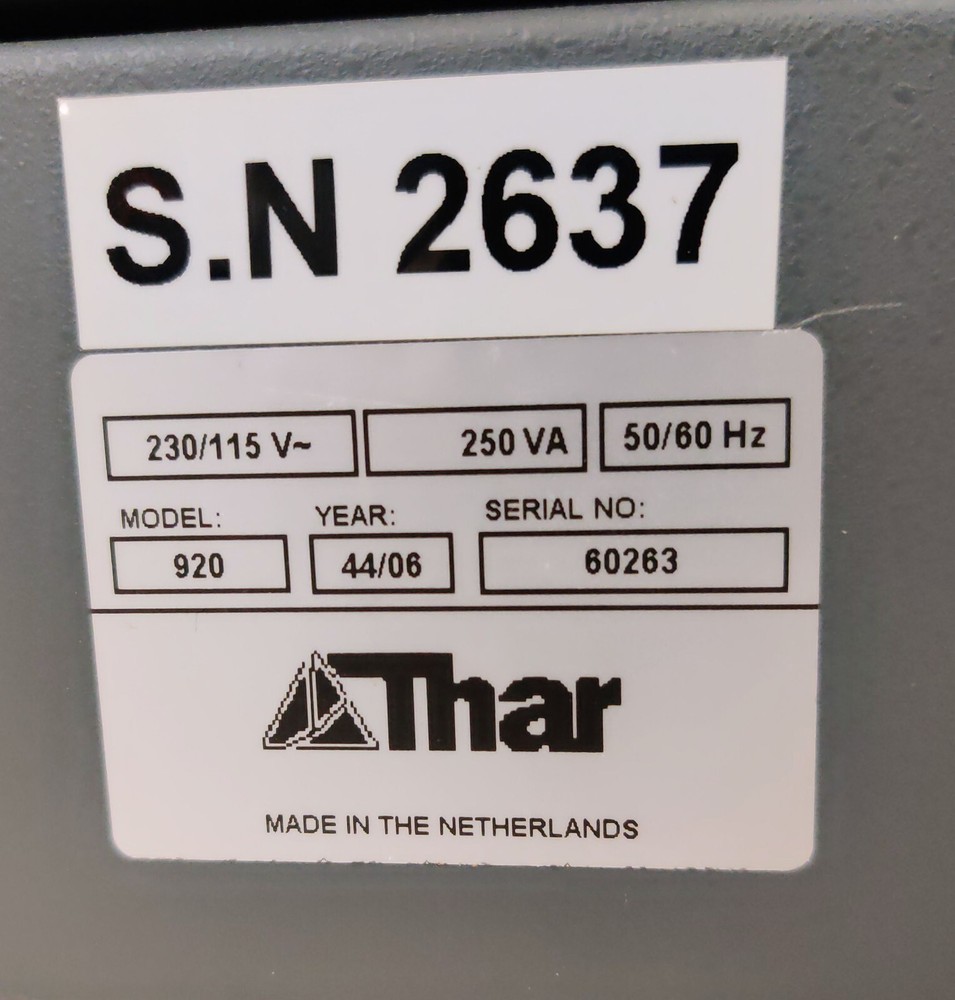 S.N 2637
230/115 V~ 250 VA 50/60 Hz
MODEL: YEAR: SERIAL NO:
920 44/06 60263
Thar
MADE IN THE NETHERLANDS